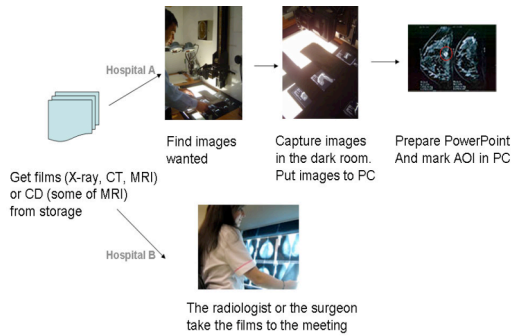 Hospital A
Find images
wanted
Capture images
in the dark room.
Put images to PC
Prepare PowerPoint
And mark AOI in PC
Get films (X-ray, CT, MRI)
or CD (some of MRI)
from storage
Hospital B
The radiologist or the surgeon
take the films to the meeting